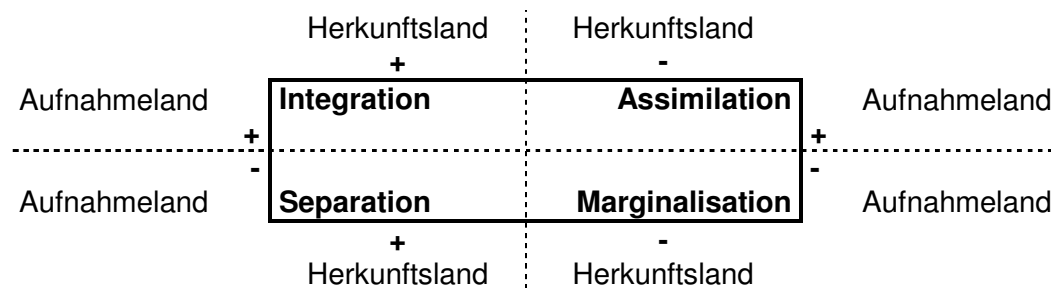 Herkunftsland Herkunftsland
+ -
Aufnahmeland Integration Assimilation Aufnahmeland
+ +
- -
Aufnahmeland Separation Marginalisation Aufnahmeland
+ -
Herkunftsland Herkunftsland